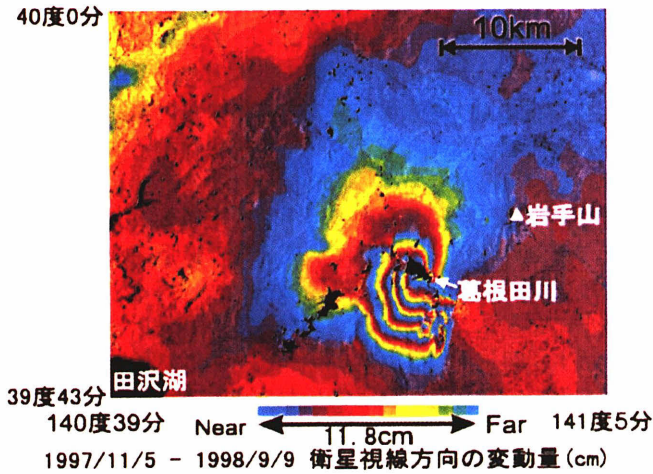 40度0分
10km
▲岩手山
葛根田川
田沢湖
39度43分
140度39分 Near 11.8cm Far 141度5分
1997/11/5 - 1998/9/9 衛星視線方向の変動量(cm)